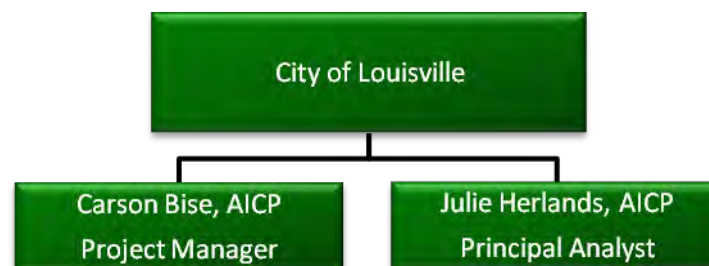 City of Louisville
Carson Bise, AICP
Project Manager
Julie Herlands, AICP
Principal Analyst